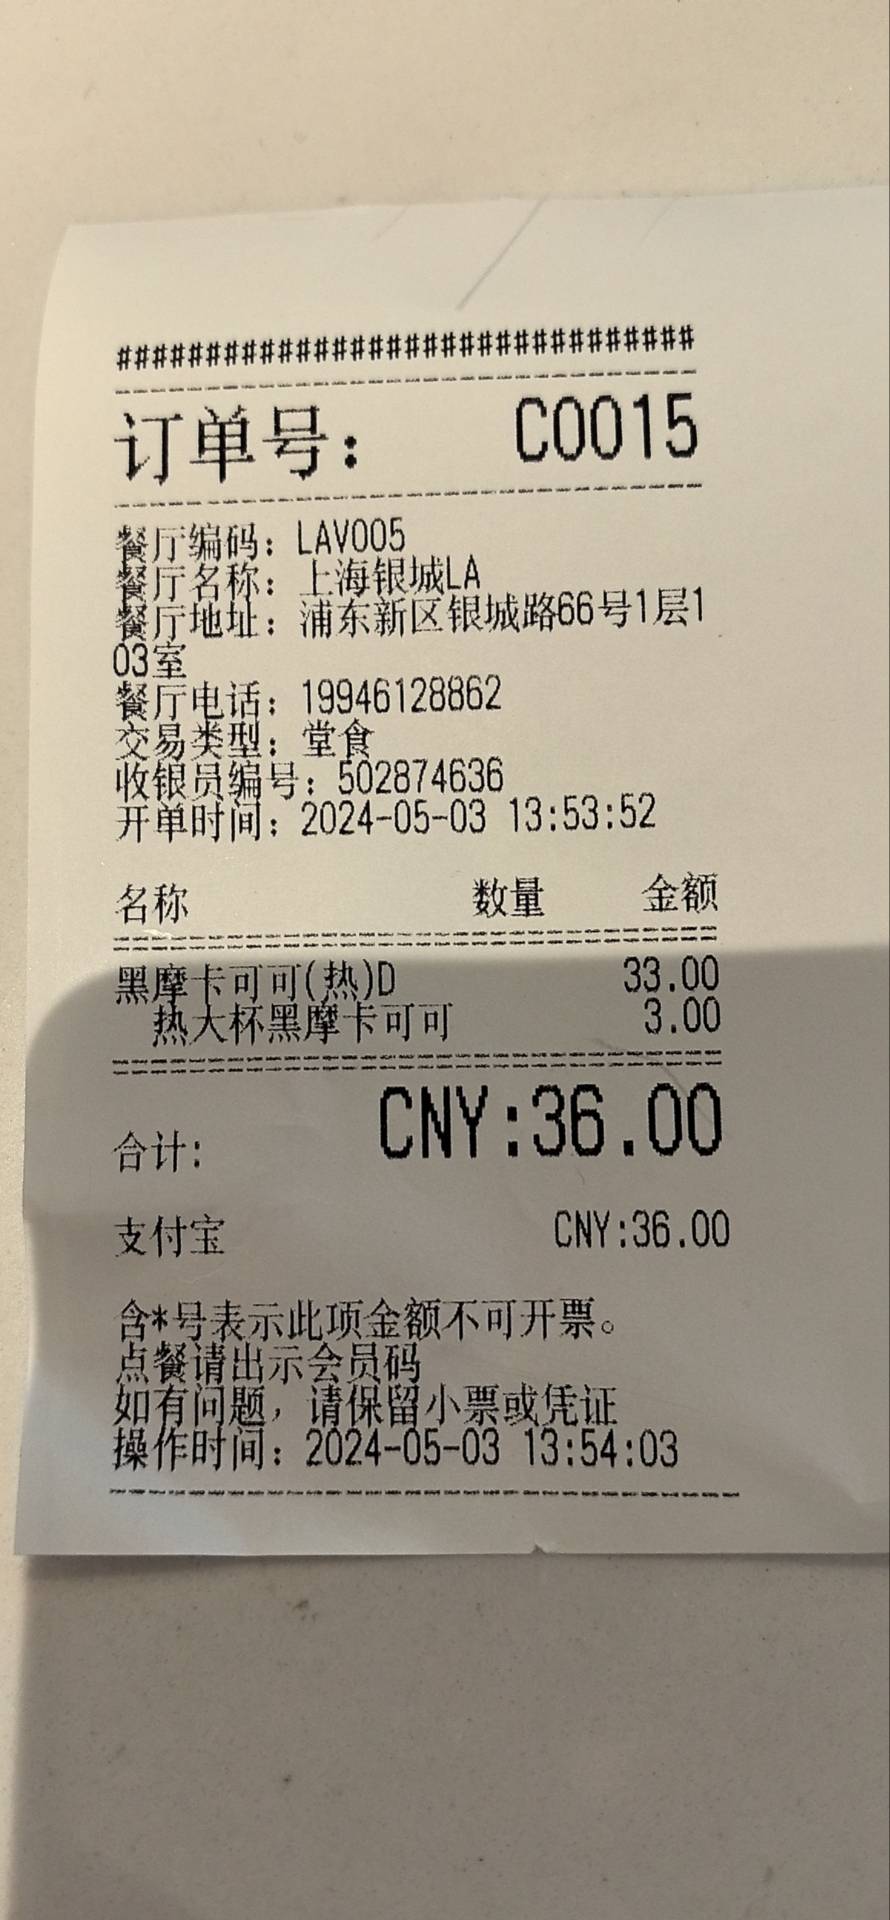 ################################
订单号： C0015
餐厅编码：LAV005
餐厅名称：上海银城LA
餐厅地址：浦东新区银城路66号1层1
03室
餐厅电话：19946128862
交易类型：堂食
收银员编号：502874636
开单时间：2024-05-03 13:53:52
名称 数量 金额
黑摩卡可可(热)D 33.00
热大杯黑摩卡可可 3.00
合计: CNY:36.00
支付宝 CNY:36.00
含*号表示此项金额不可开票。
点餐请出示会员码
如有问题，请保留小票或凭证
操作时间：2024-05-03 13:54:03